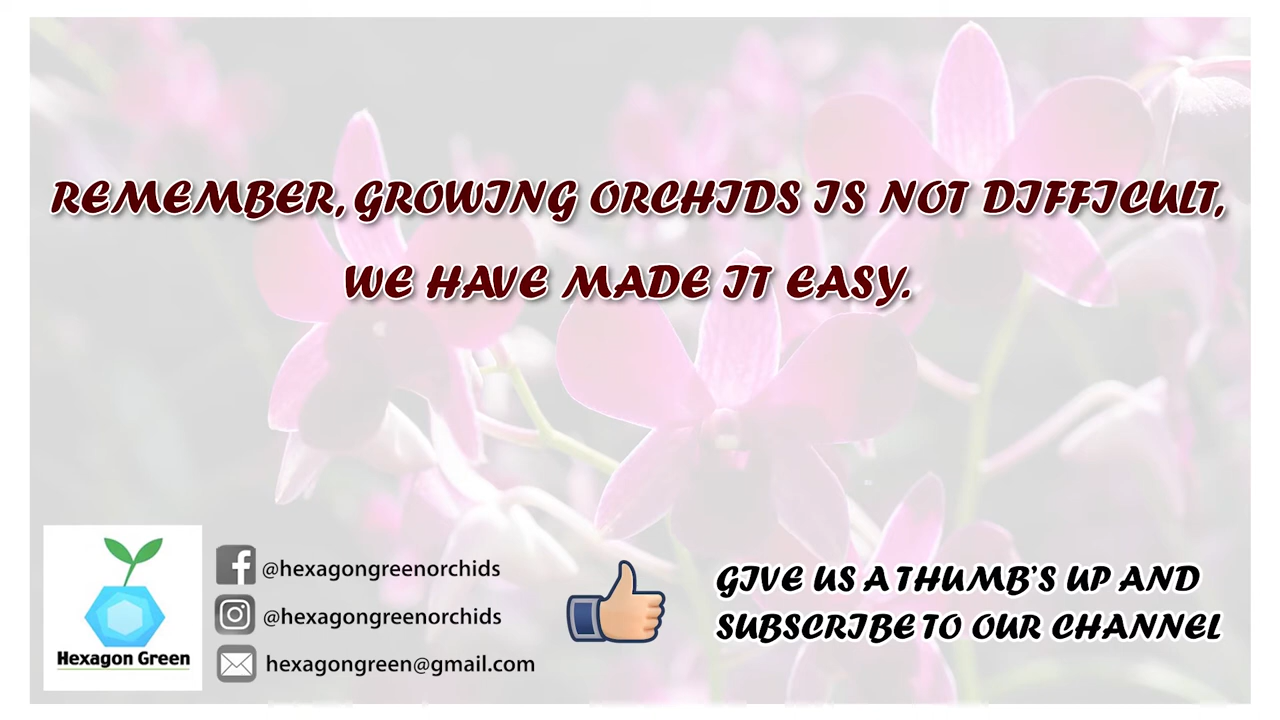 REMEMBER, GROWING ORCHIDS IS NOT DIFFICULT,
WE HAVE MADE IT EASY.
Hexagon Green
@hexagongreenorchids
@hexagongreenorchids
hexagongreen@gmail.com
GIVE US A THUMB'S UP AND
SUBSCRIBE TO OUR CHANNEL